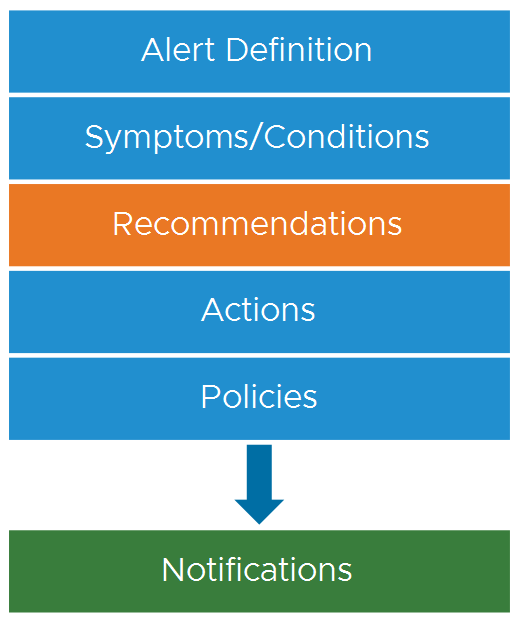 Alert Definition
Symptoms/Conditions
Recommendations
Actions
Policies
Notifications